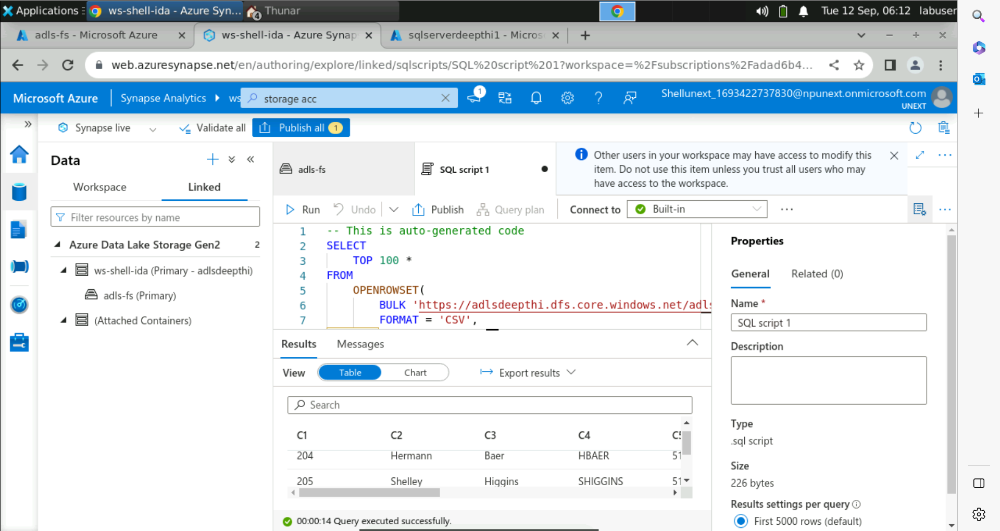 Applications
ws-shell-ida - Azure Syn...
4
Thunar
Tue 12 Sep, 06:12
labuser
adls-fs - Microsoft Azure
ws-shell-ida - Azure Synap
sqlserverdeepthi1 - Micros
web.azuresynapse.net/en/authoring/explore/linked/sqlscripts/SQL%20script%201?workspace=%2Fsubscriptions%2Fadad6b4...
Microsoft Azure
Synapse Analytics
ws
storage acc
1
Shellunext_1693422737830@npunext.onmicrosoft.com
UNEXT
Synapse live
Validate all
Publish all 1
Data
Workspace
Linked
Filter resources by name
Azure Data Lake Storage Gen2 2
ws-shell-ida (Primary - adlsdeepthi)
adls-fs (Primary)
(Attached Containers)
adls-fs
SQL script 1
Other users in your workspace may have access to modify this
item. Do not use this item unless you trust all users who may
have access to the workspace.
Run
Undo
Publish
Query plan
Connect to
Built-in
1 -- This is auto-generated code
2 SELECT
3 TOP 100 *
4 FROM
5 OPENROWSET(
6 BULK 'https://adlsdeepthi.dfs.core.windows.net/adls
7 FORMAT = 'CSV',
Results
Messages
View
Table
Chart
Export results
Search
C1 C2 C3 C4 C5
204 Hermann Baer HBAER 51
205 Shelley Higgins SHIGGINS 51
00:00:14 Query executed successfully.
Properties
General
Related (0)
Name *
SQL script 1
Description
Type
.sql script
Size
226 bytes
Results settings per query
First 5000 rows (default)